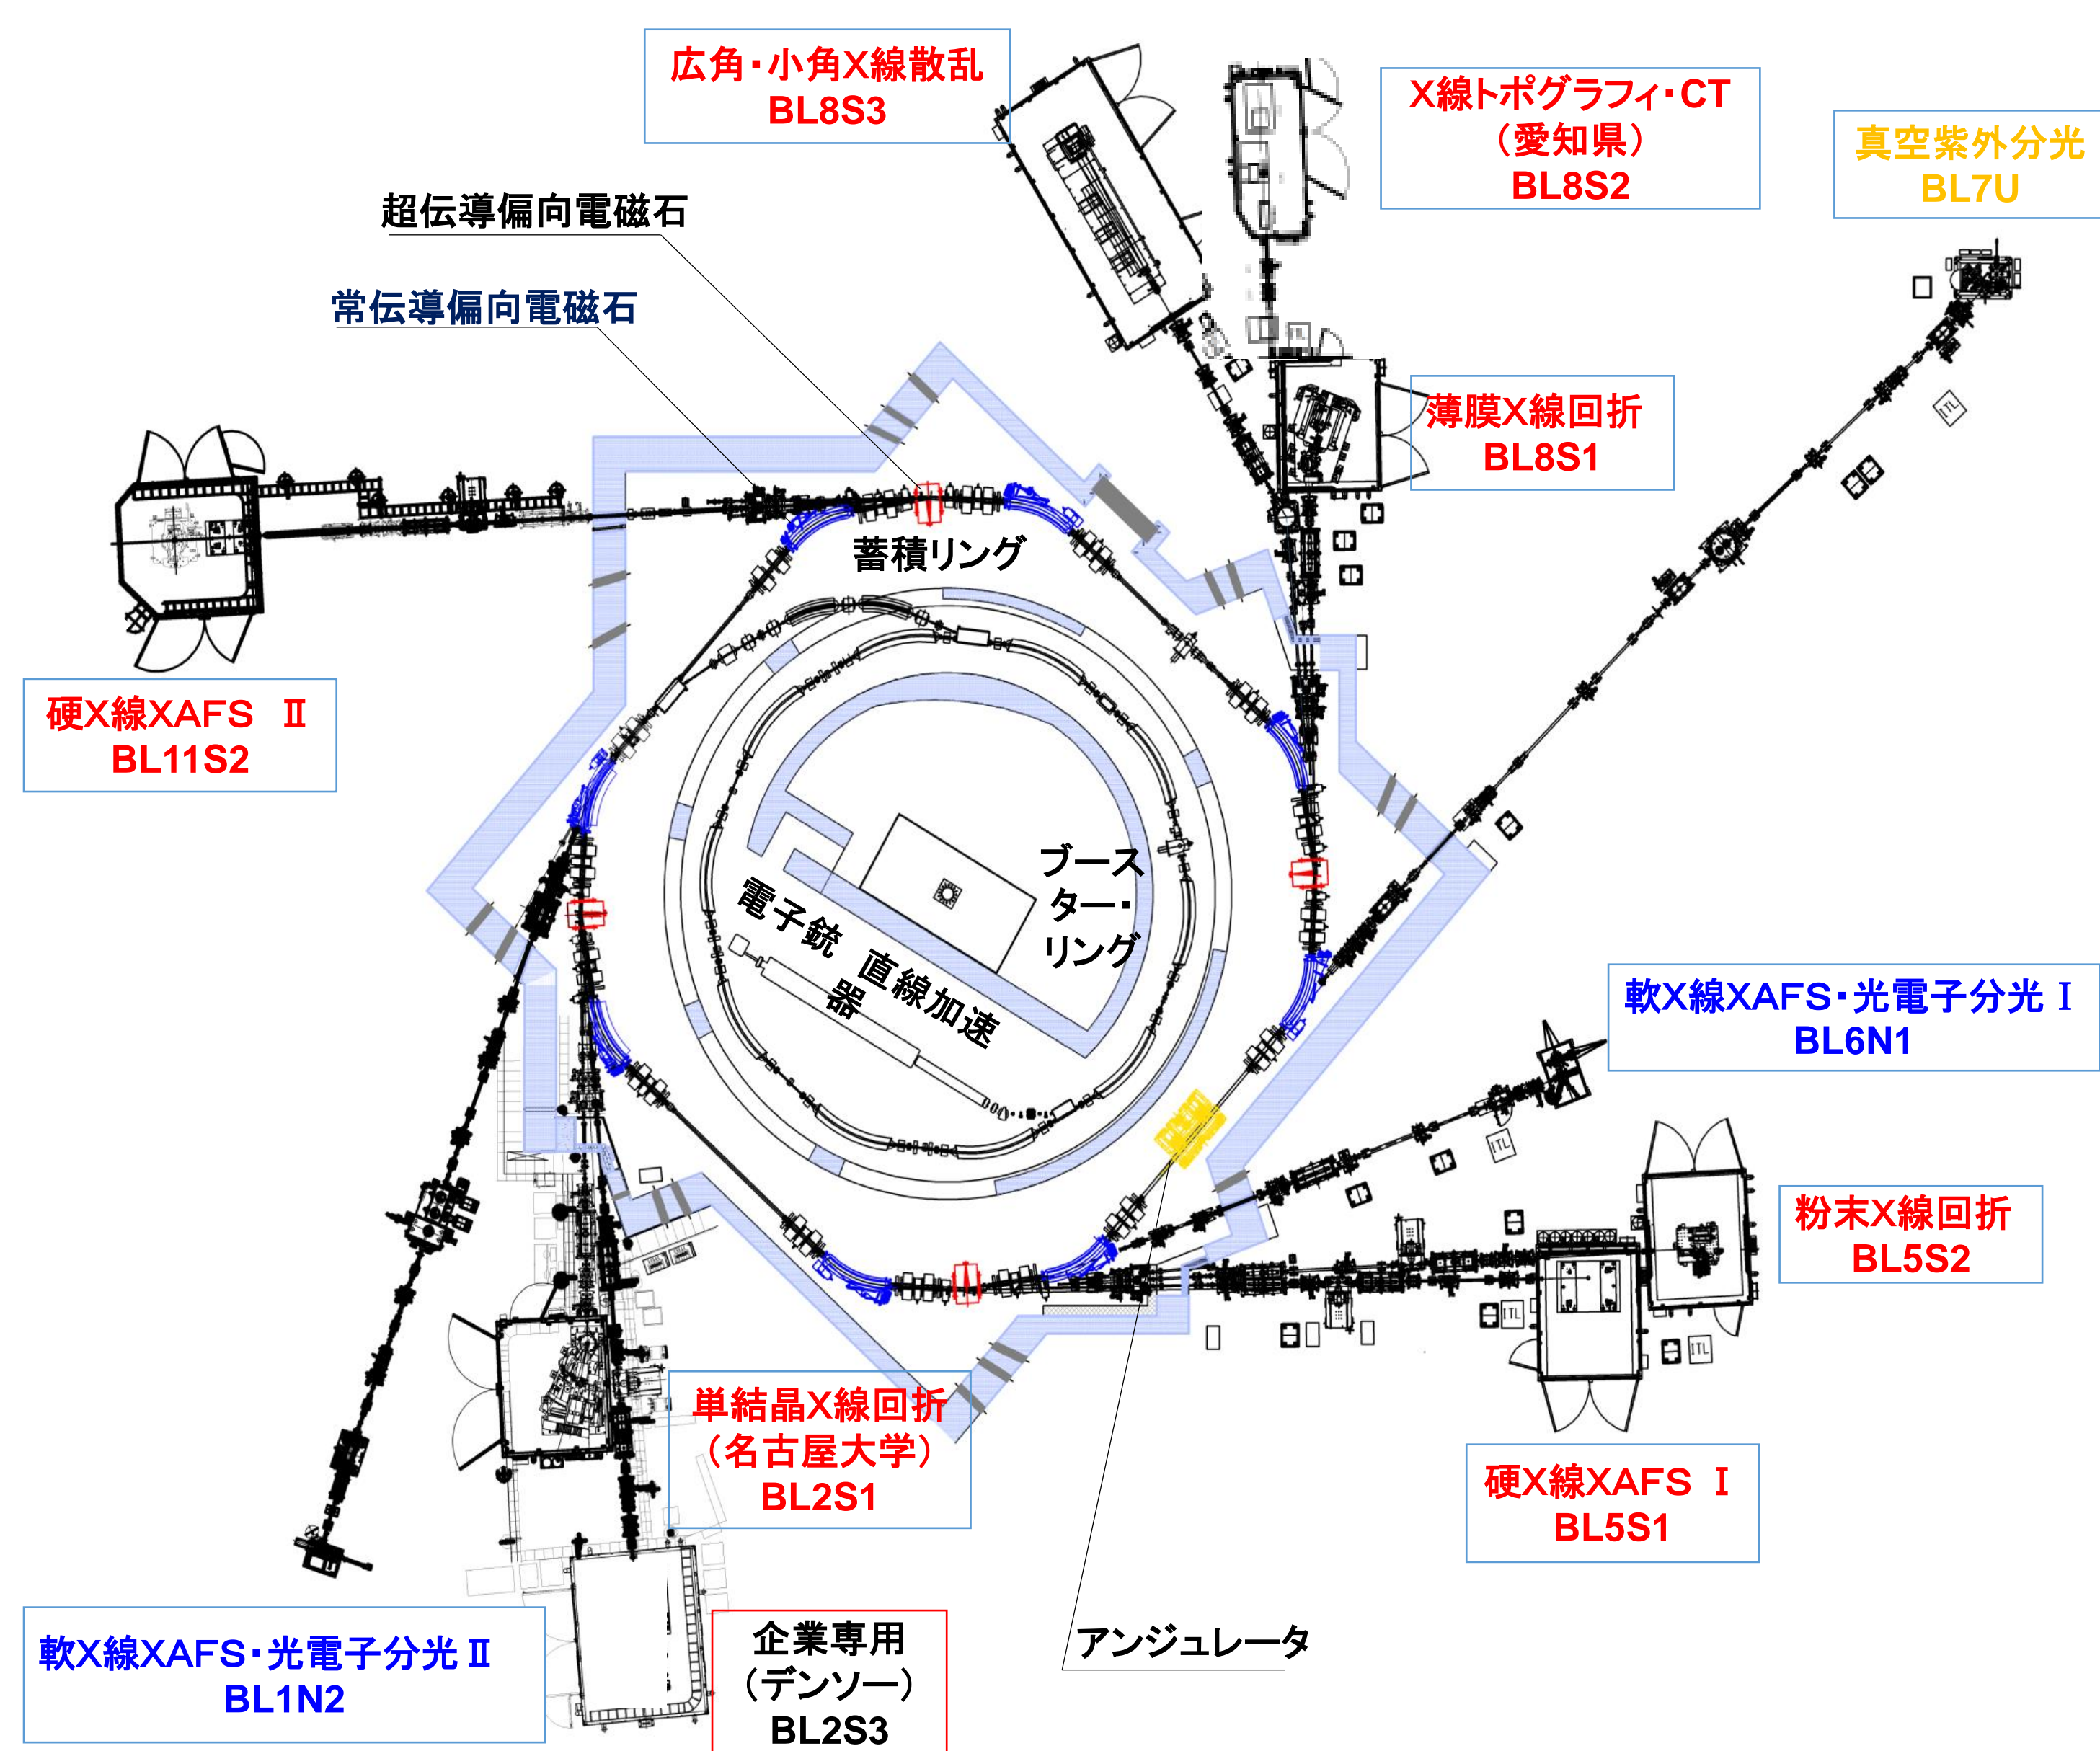 広角・小角X線散乱
BL8S3
X線トポグラフィ・CT
（愛知県）
BL8S2
真空紫外分光
BL7U
超伝導偏向電磁石
常伝導偏向電磁石
薄膜X線回折
BL8S1
蓄積リング
硬X線XAFS Ⅱ
BL11S2
ブース
ター・
リング
電子銃 直線加速
器
軟X線XAFS・光電子分光Ⅰ
BL6N1
粉末X線回折
BL5S2
単結晶X線回折
（名古屋大学）
BL2S1
硬X線XAFS Ⅰ
BL5S1
軟X線XAFS・光電子分光Ⅱ
BL1N2
企業専用
（デンソー）
BL2S3
アンジュレータ
ITL
ITL
ITL
ITL